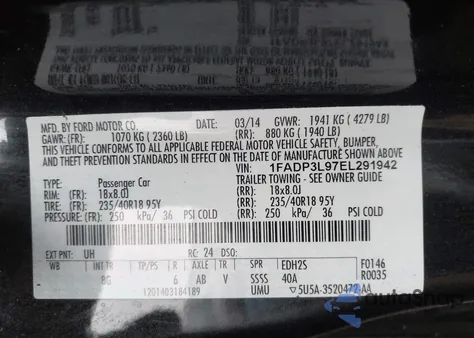 MFD. BY FORD MOTOR CO. DATE: 03/14 GVWR: 1941 KG ( 4279 LB)
GAWR:(FR): 1070 KG ( 2360 LB) (RR): 880 KG ( 1940 LB)
THIS VEHICLE CONFORMS TO ALL APPLICABLE FEDERAL MOTOR VEHICLE SAFETY, BUMPER,
AND THEFT PREVENTION STANDARDS IN EFFECT ON THE DATE OF MANUFACTURE SHOWN ABOVE.
VIN: 1FADP3L97EL291942
TYPE: Passenger Car TRAILER TOWING - SEE OWNER GUIDE
RIM: (FR): 18x8.0J (RR): 18x8.0J
TIRE: (FR): 235/40R18 95Y (RR): 235/40R18 95Y
PRESSURE: (FR): 250 kPa/ 36 PSI (RR): 250 kPa/ 36 PSI
EXT PNT: UH RC: 24 DSO:
WB INT TR TP/PS R AXLE TR SPR EDH2S F0146
8G 6 AB V SSSS 40A R0035
1201403184189 UMU 5U5A-3520472-AA
autoshop